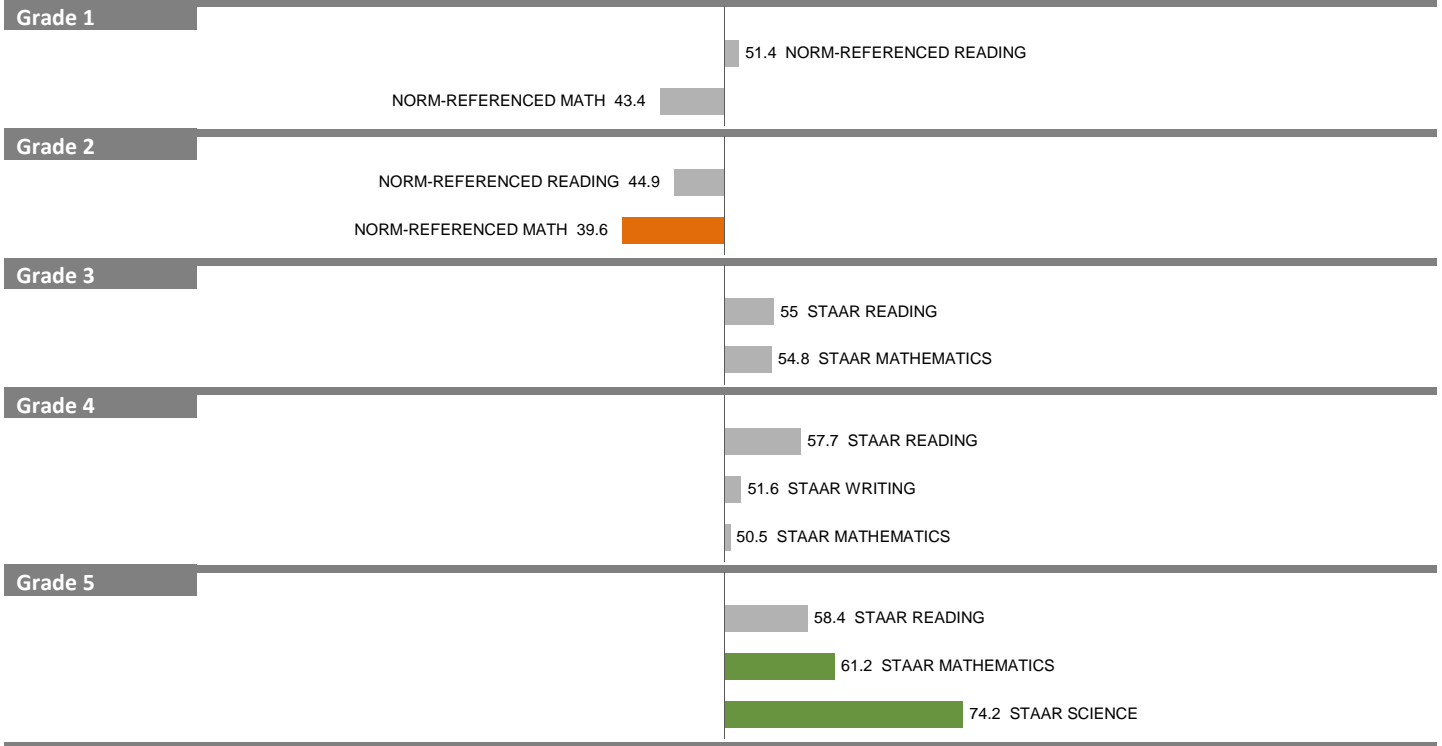 Grade 1
51.4 NORM-REFERENCED READING
NORM-REFERENCED MATH 43.4
Grade 2
NORM-REFERENCED READING 44.9
NORM-REFERENCED MATH 39.6
Grade 3
55 STAAR READING
54.8 STAAR MATHEMATICS
Grade 4
57.7 STAAR READING
51.6 STAAR WRITING
50.5 STAAR MATHEMATICS
Grade 5
58.4 STAAR READING
61.2 STAAR MATHEMATICS
74.2 STAAR SCIENCE